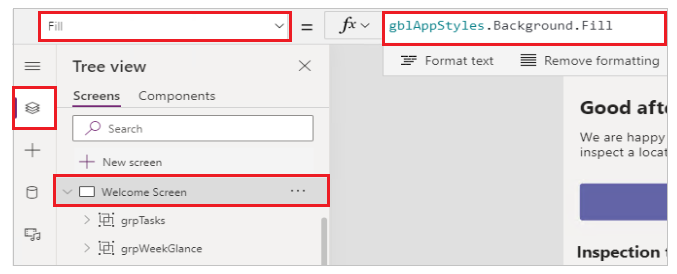 Fill
=
fx
gblAppStyles.Background.Fill
Format text
Remove formatting
Tree view
Screens
Components
Search
New screen
Welcome Screen
grpTasks
grpWeekGlance
Good afte
We are happy
inspect a locat
Inspection